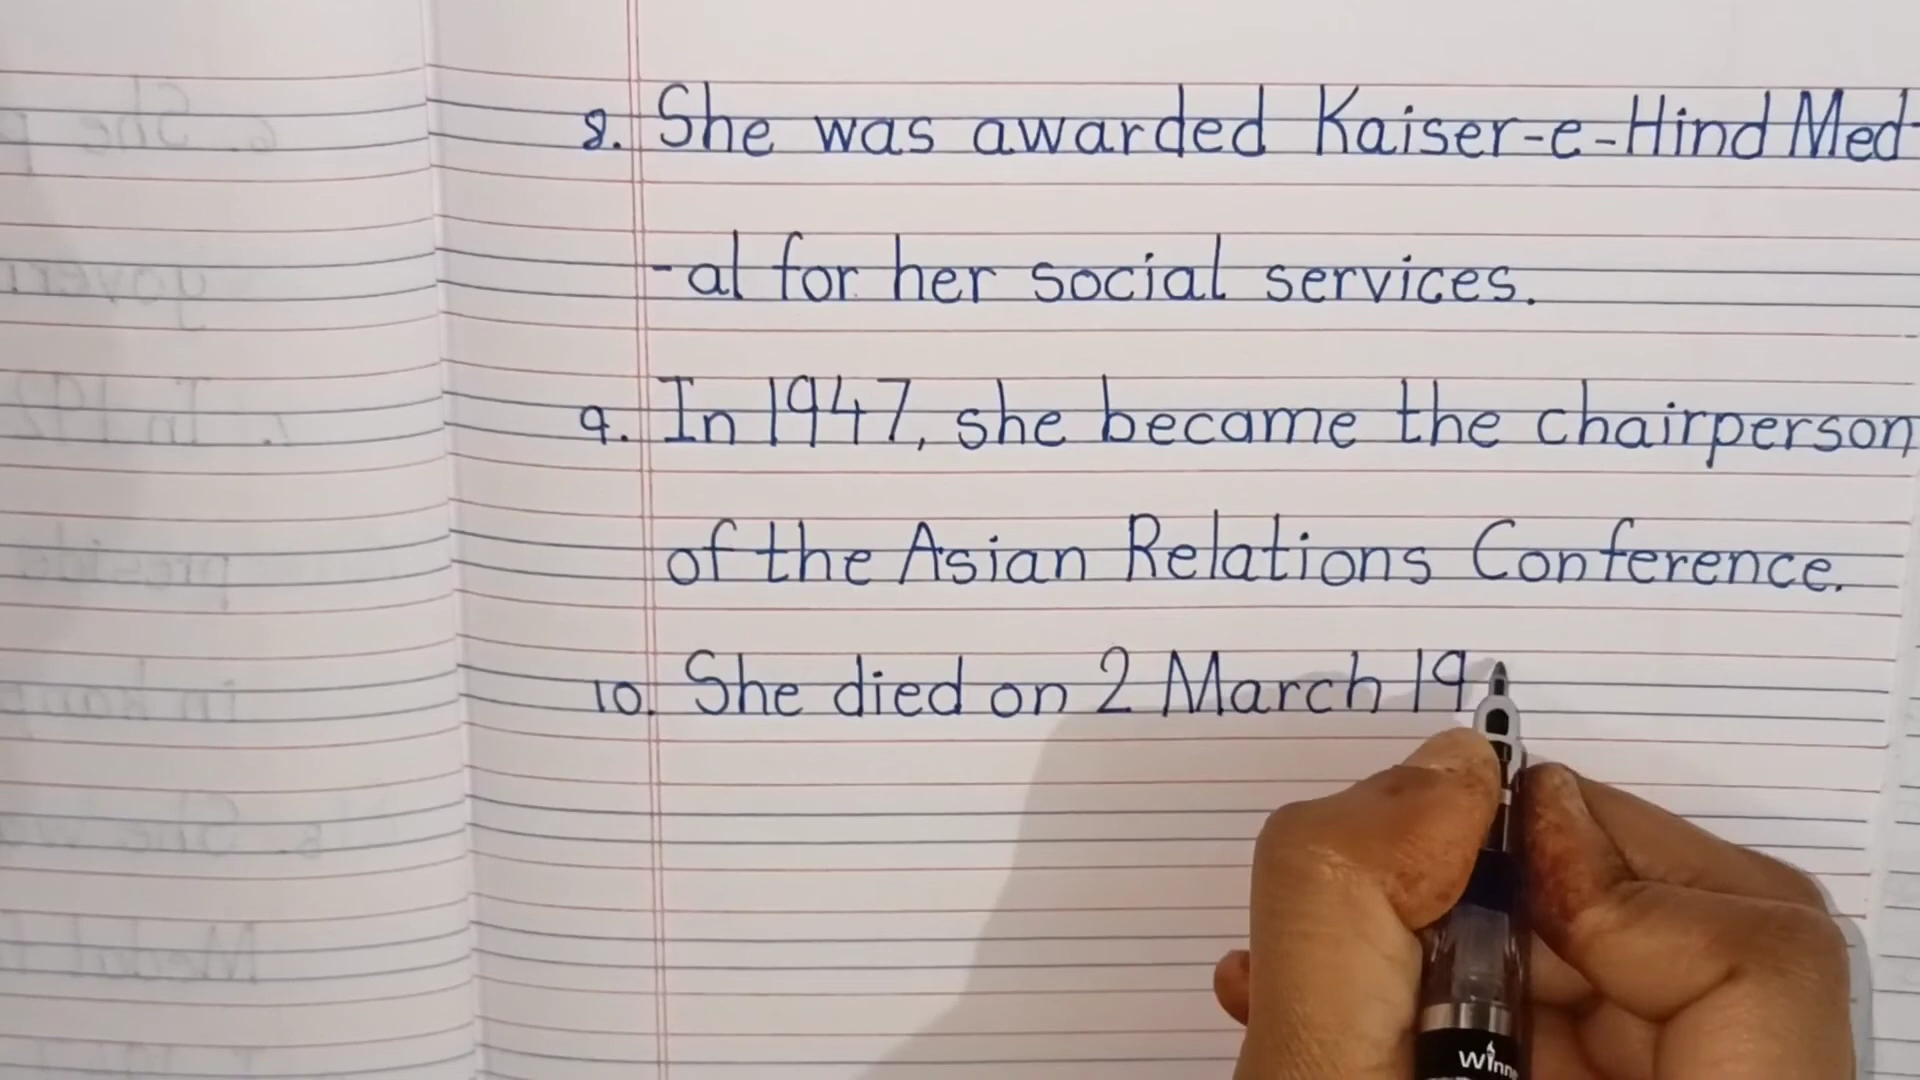 8. She was awarded Kaiser-e-Hind Med-
-al for her social services.
9. In 1947, she became the chairperson
of the Asian Relations Conference.
10. She died on 2 March 19